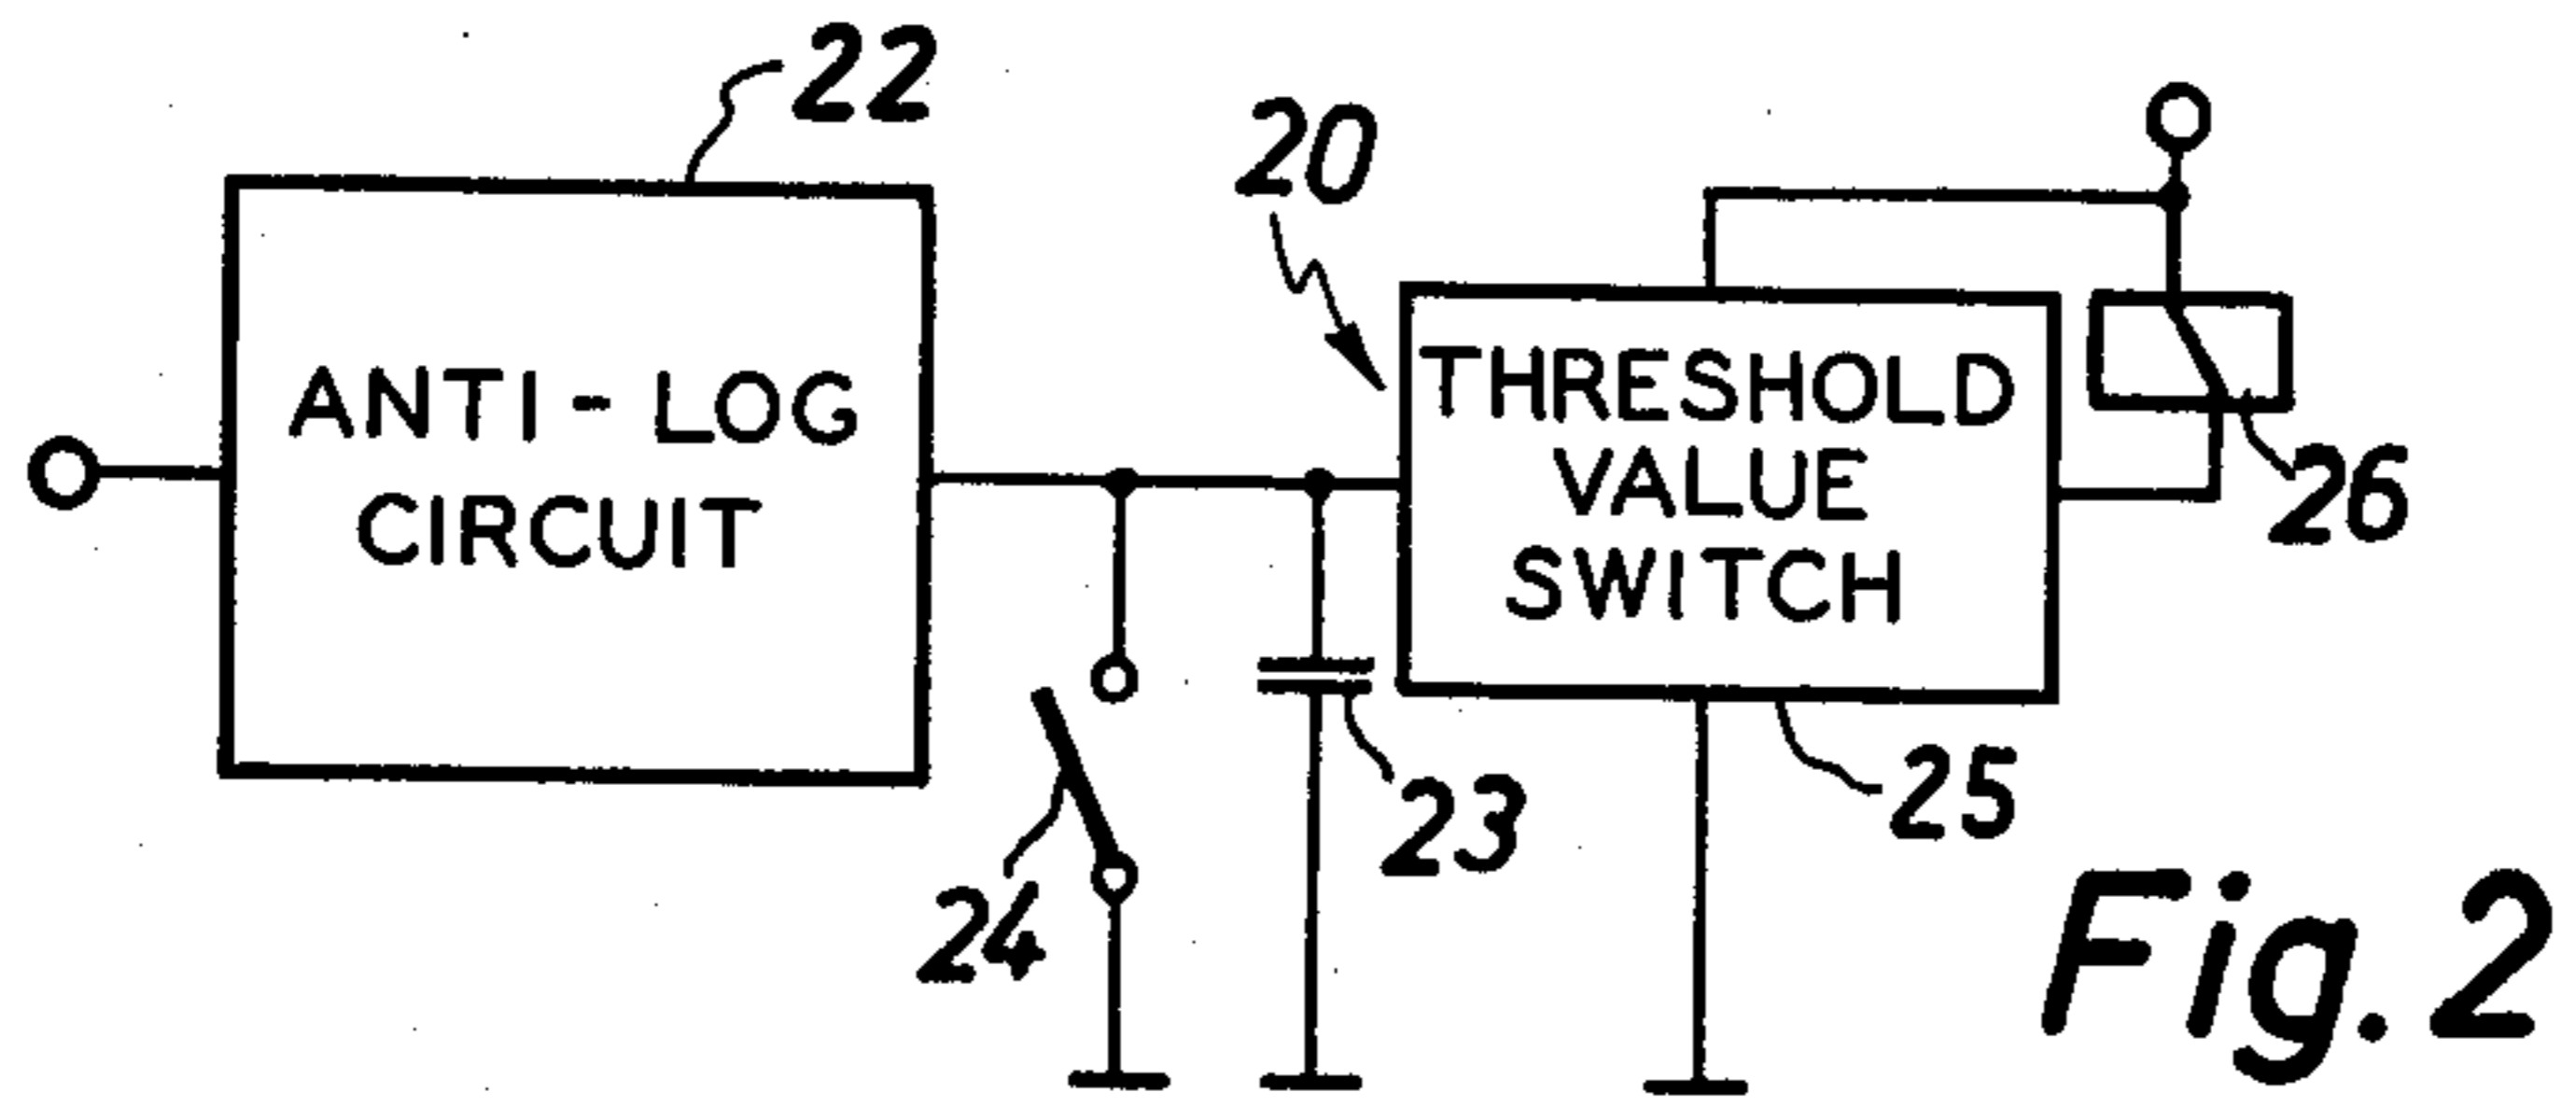 22
20
ANTI-LOG
CIRCUIT
THRESHOLD
VALUE
SWITCH
26
25
23
24
Fig. 2